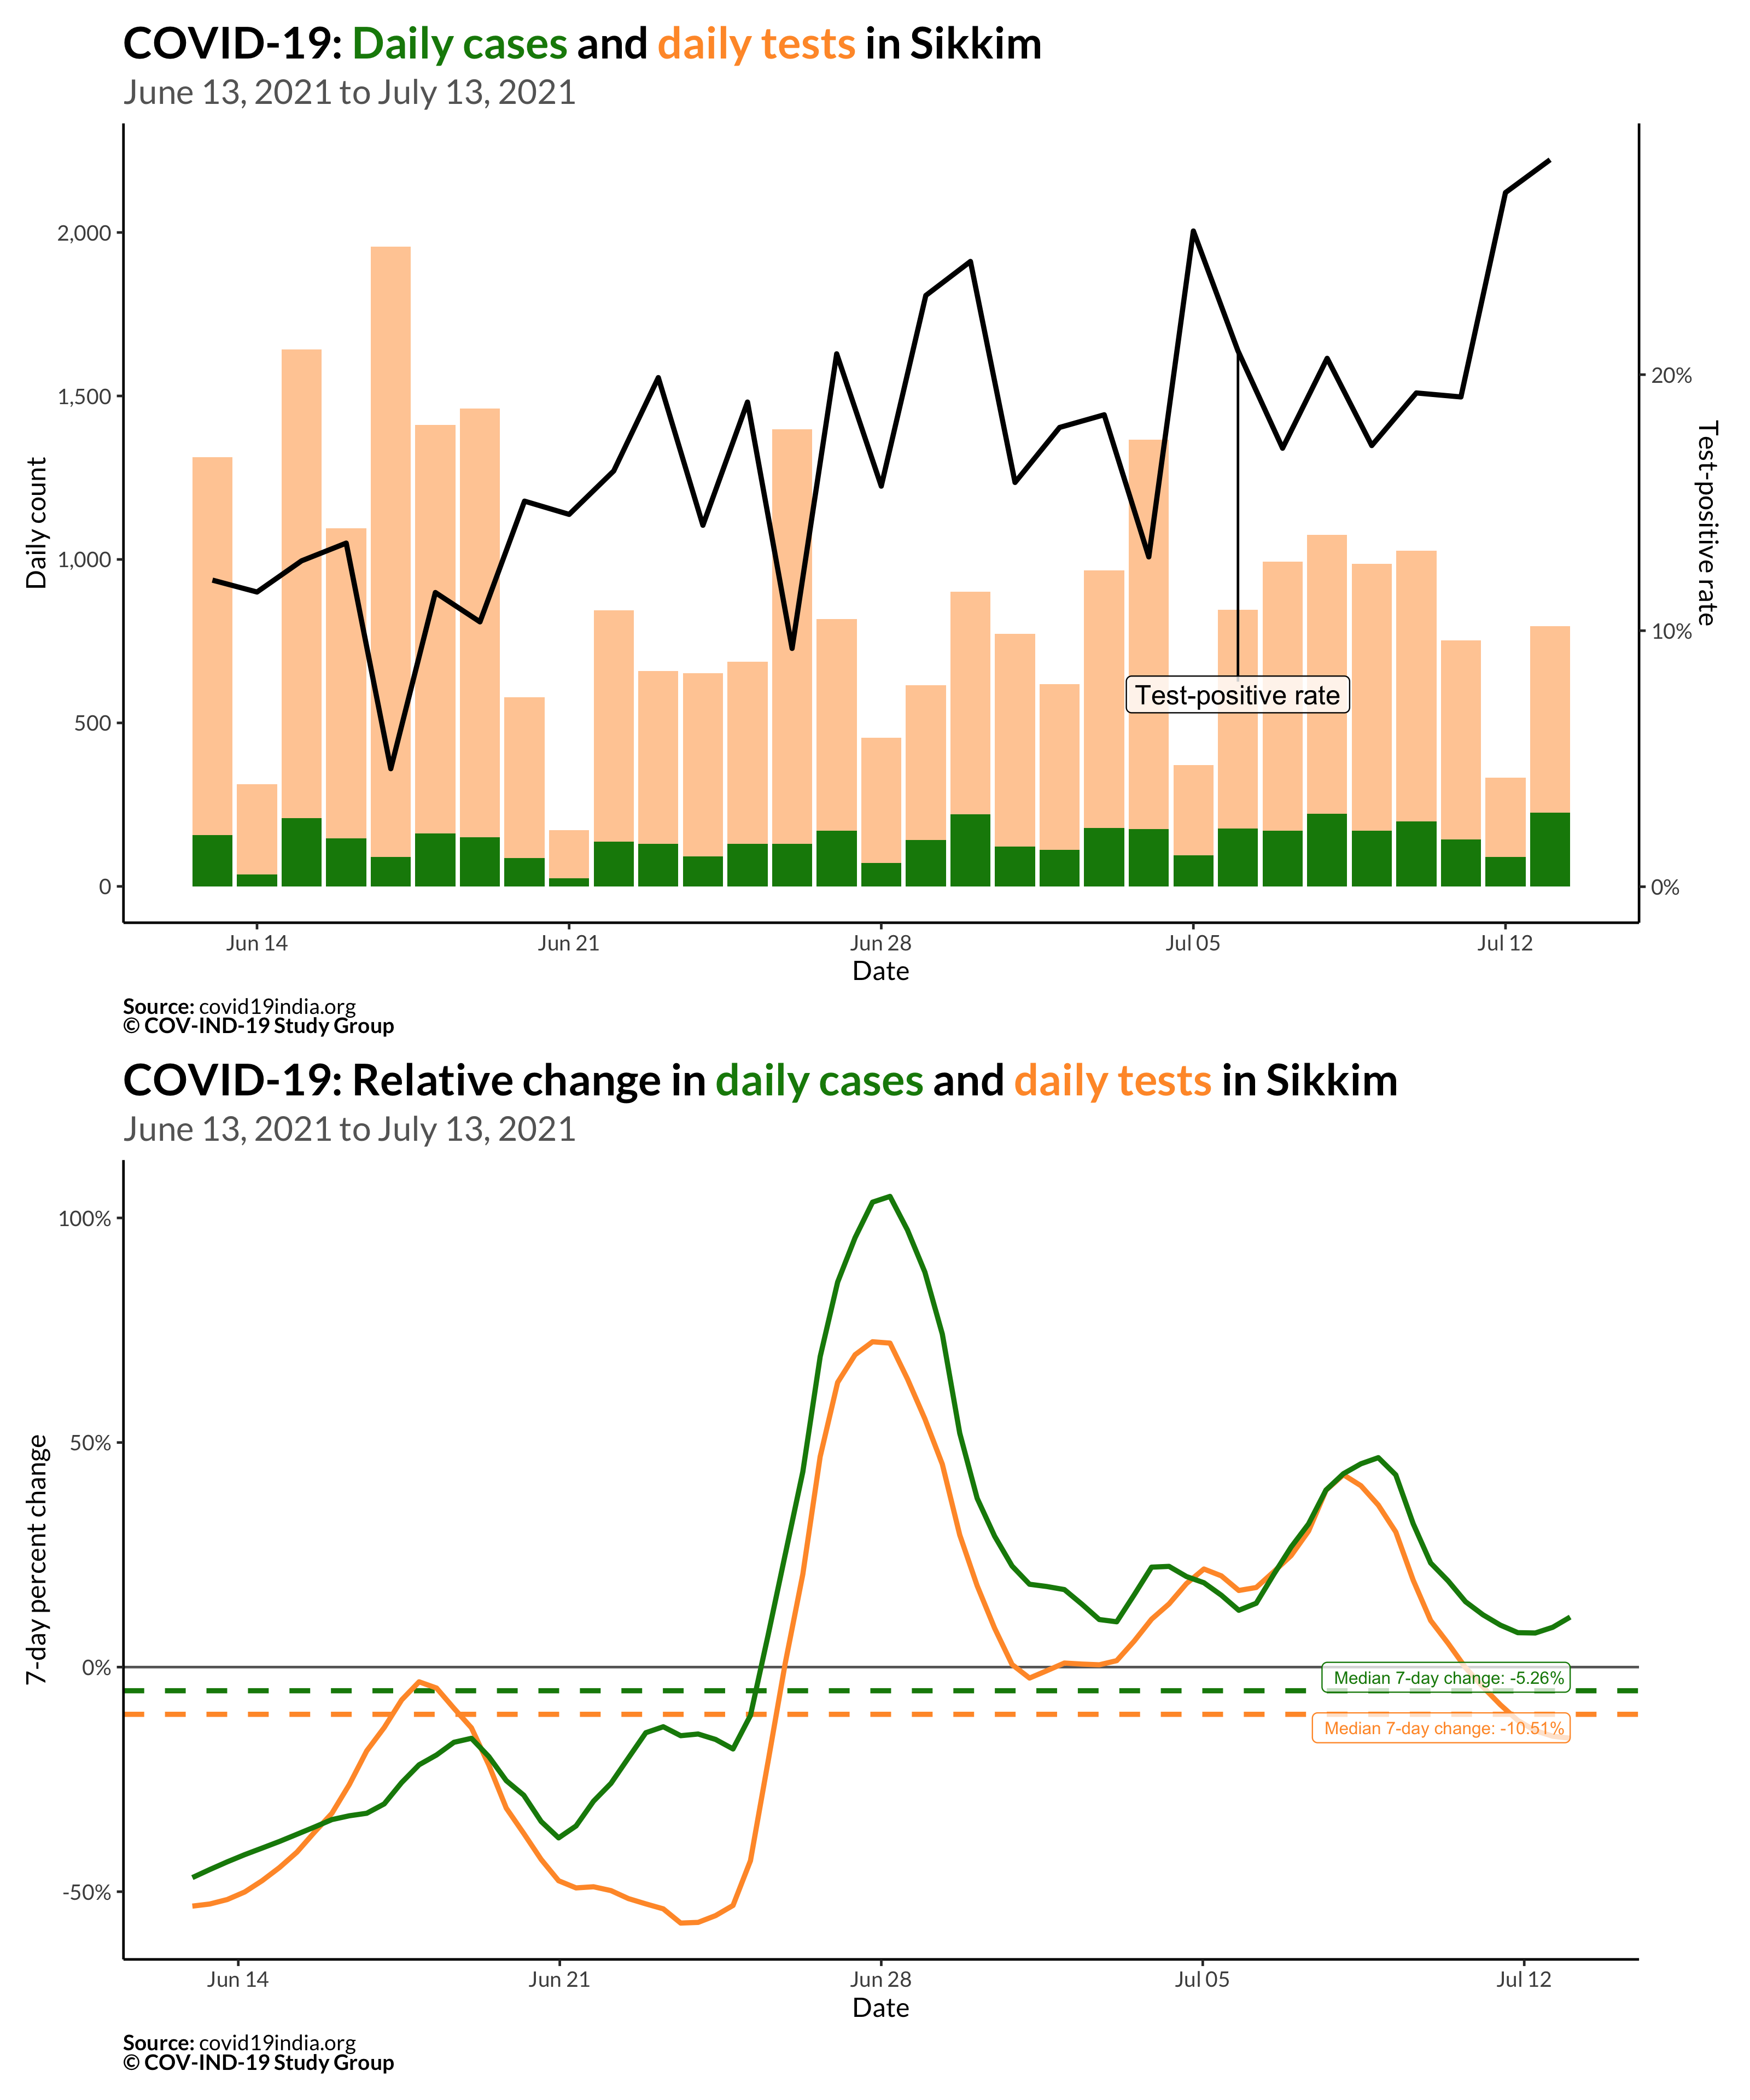 COVID-19: Daily cases and daily tests in Sikkim
June 13, 2021 to July 13, 2021
2,000
1,500
1,000
500
0
Daily count
20%
10%
0%
Test-positive rate
Test-positive rate
Jun 14
Jun 21
Jun 28
Jul 05
Jul 12
Date
Source: covid19india.org
© COV-IND-19 Study Group
COVID-19: Relative change in daily cases and daily tests in Sikkim
June 13, 2021 to July 13, 2021
100%
50%
0%
-50%
7-day percent change
Median 7-day change: -5.26%
Median 7-day change: -10.51%
Jun 14
Jun 21
Jun 28
Jul 05
Jul 12
Date
Source: covid19india.org
© COV-IND-19 Study Group